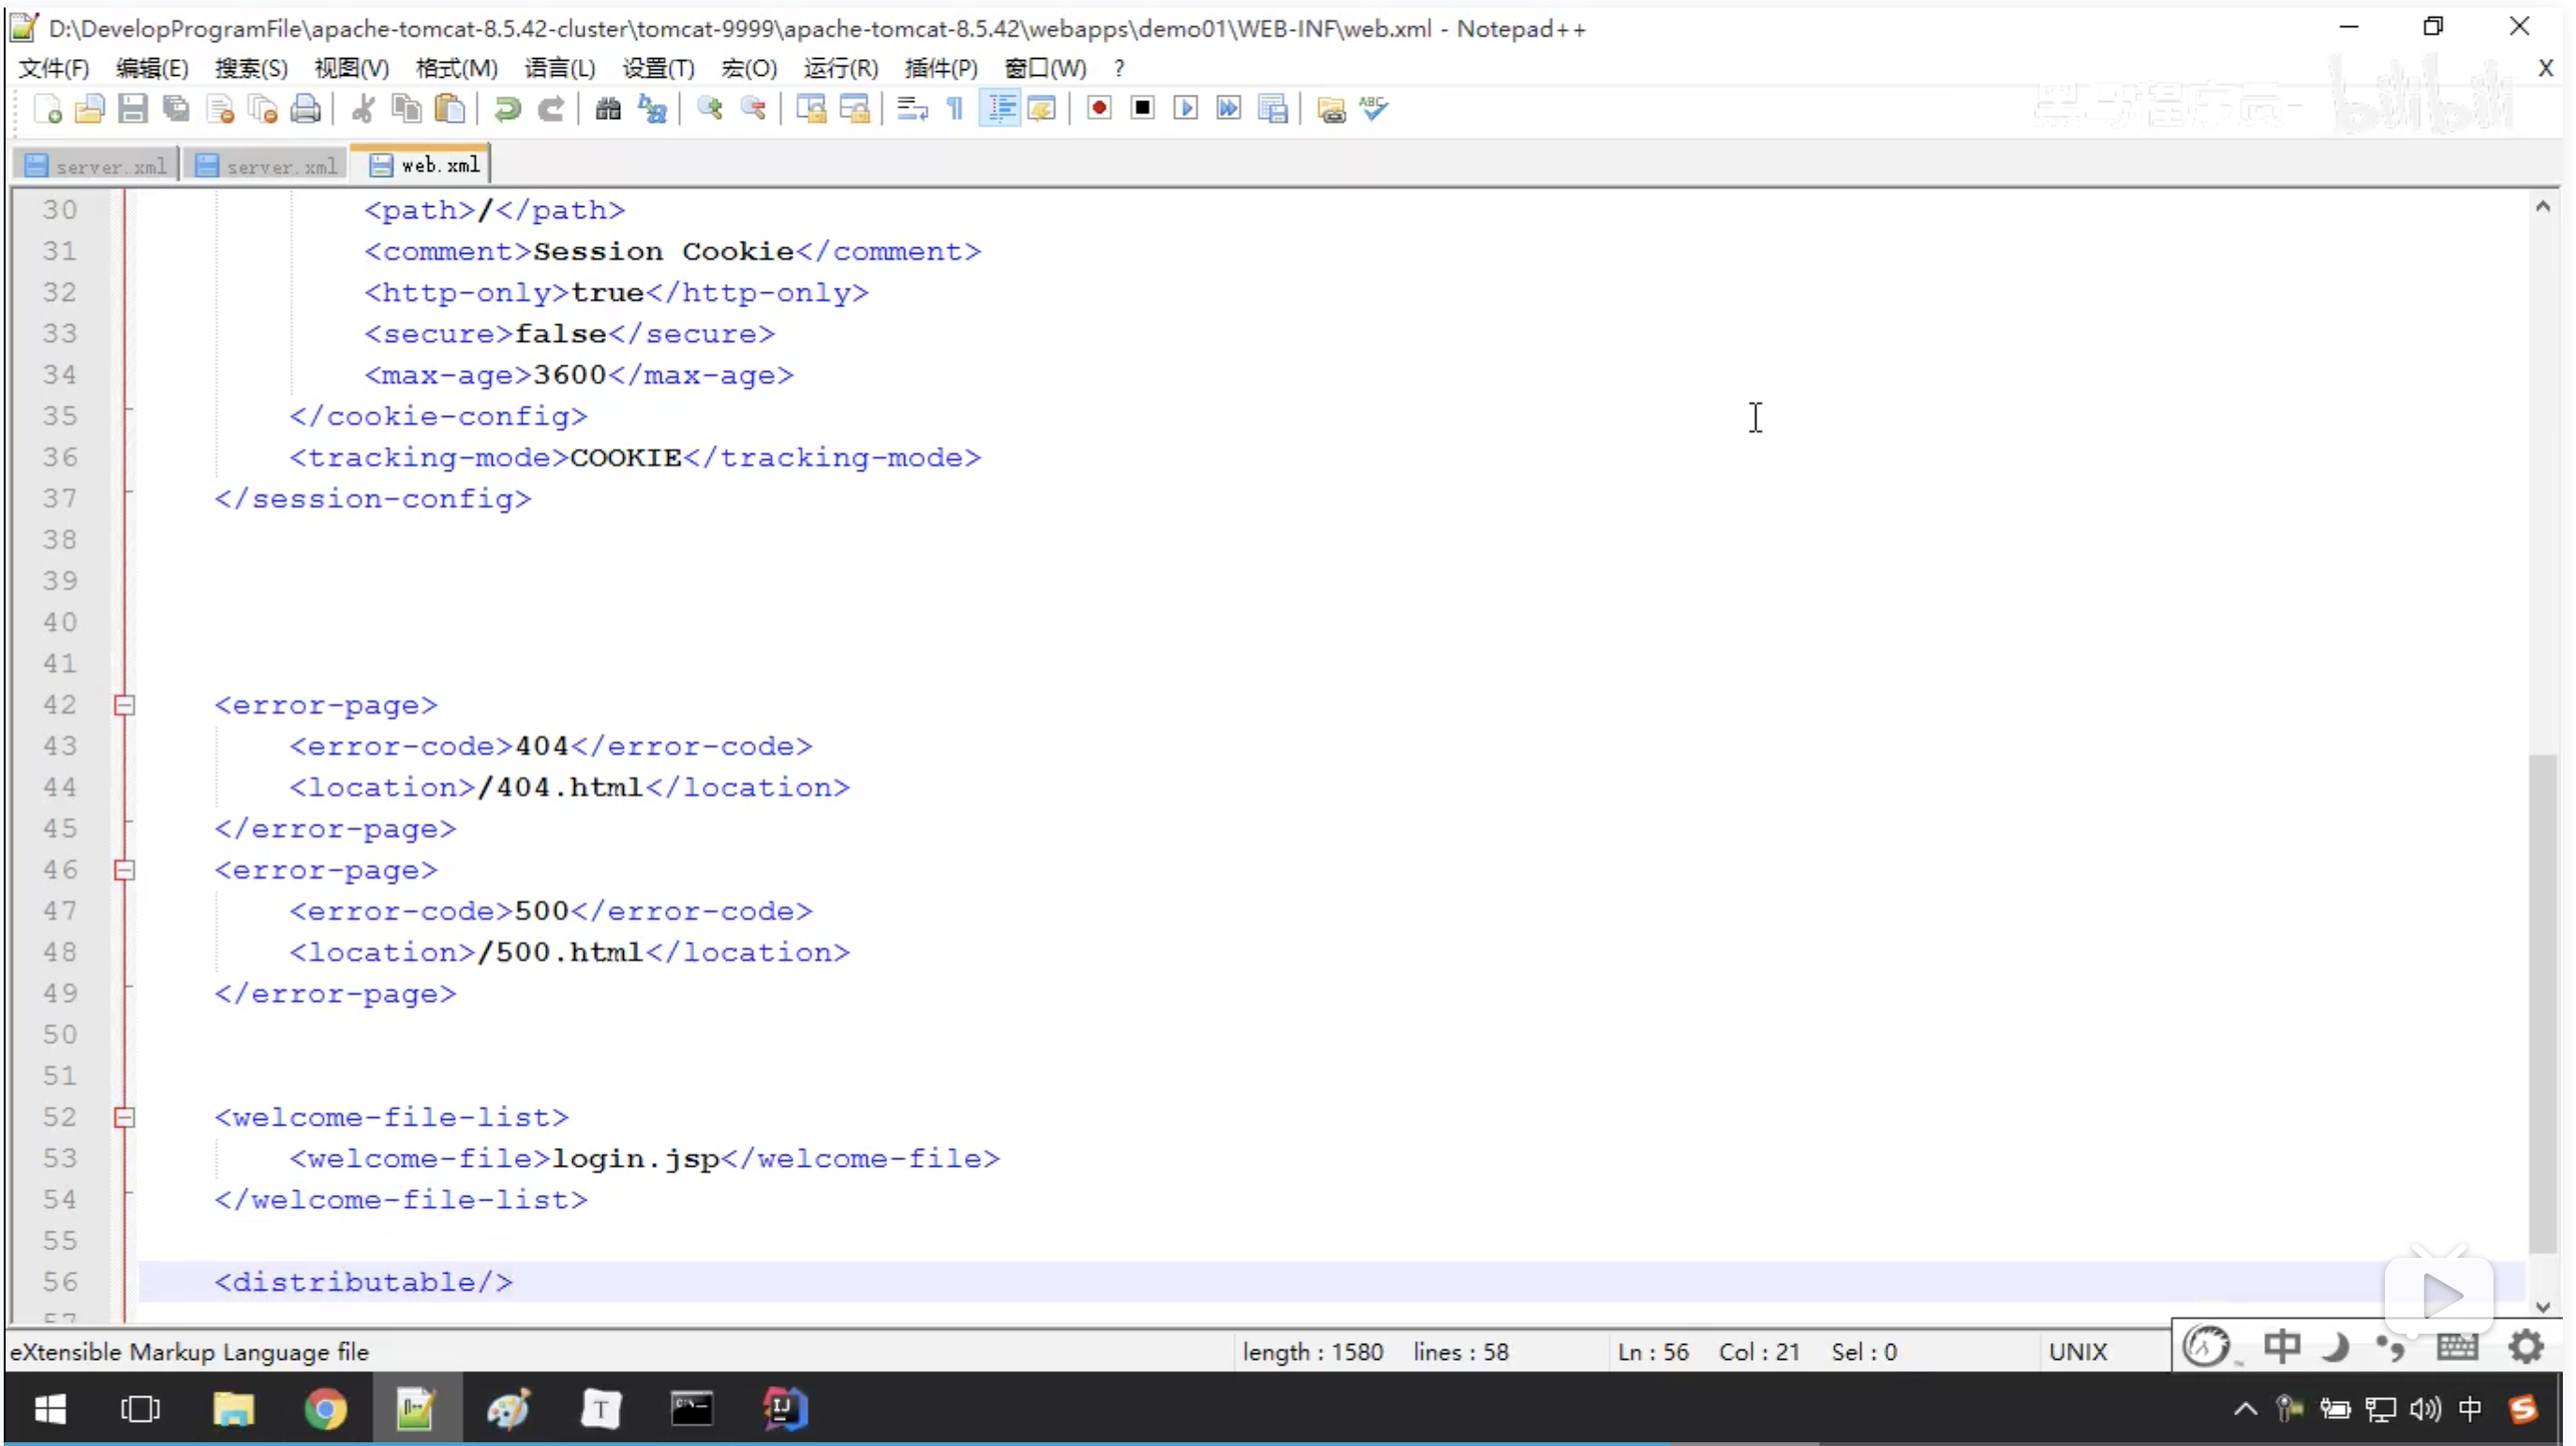 D:\DevelopProgramFile\apache-tomcat-8.5.42-cluster\tomcat-9999\apache-tomcat-8.5.42\webapps\demo01\WEB-INF\web.xml - Notepad++
文件(F) 编辑(E) 搜索(S) 视图(V) 格式(M) 语言(L) 设置(T) 宏(O) 运行(R) 插件(P) 窗口(W) ? X
黑马程序员- bilibili
server.xml server.xml web.xml
30 <path>/</path>
31 <comment>Session Cookie</comment>
32 <http-only>true</http-only>
33 <secure>false</secure>
34 <max-age>3600</max-age>
35 </cookie-config>
36 <tracking-mode>COOKIE</tracking-mode>
37 </session-config>
38
39
40
41
42 <error-page>
43 <error-code>404</error-code>
44 <location>/404.html</location>
45 </error-page>
46 <error-page>
47 <error-code>500</error-code>
48 <location>/500.html</location>
49 </error-page>
50
51
52 <welcome-file-list>
53 <welcome-file>login.jsp</welcome-file>
54 </welcome-file-list>
55
56 <distributable/>
57
eXtensible Markup Language file length : 1580 lines : 58 Ln : 56 Col : 21 Sel : 0 UNIX 中
中